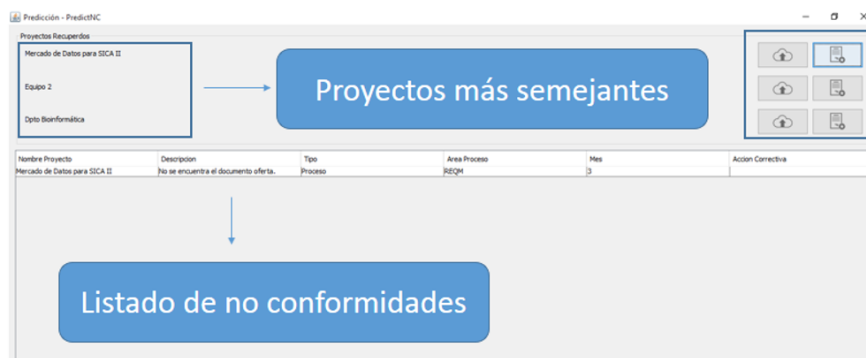 Predicción - PredictNC
Proyectos Recuperdos
Mercado de Datos para SICA II
Equipo 2
Dpto Bioinformática
Proyectos más semejantes
Nombre Proyecto Descripcion Tipo Area Proceso Mes Accion Correctiva
Mercado de Datos para SICA II No se encuentra el documento oferta. Proceso REQM 3
Listado de no conformidades